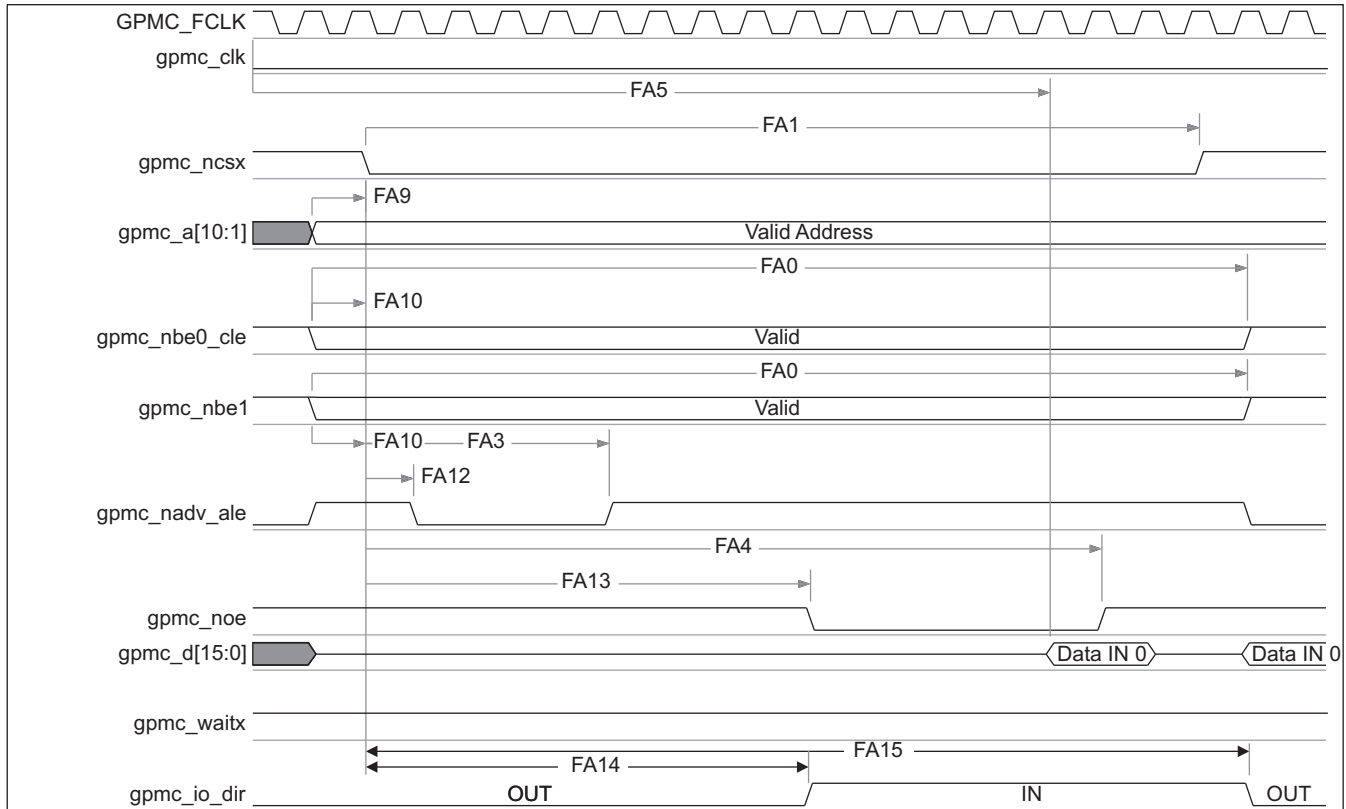 GPMC_FCLK
gpmc_clk
FA5
FA1
gpmc_ncsx
FA9
gpmc_a[10:1]
Valid Address
FA0
FA10
gpmc_nbe0_cle
Valid
FA0
gpmc_nbe1
Valid
FA10
FA3
FA12
gpmc_nadv_ale
FA4
FA13
gpmc_noe
gpmc_d[15:0]
Data IN 0
Data IN 0
gpmc_waitx
FA15
FA14
gpmc_io_dir
OUT
IN
OUT